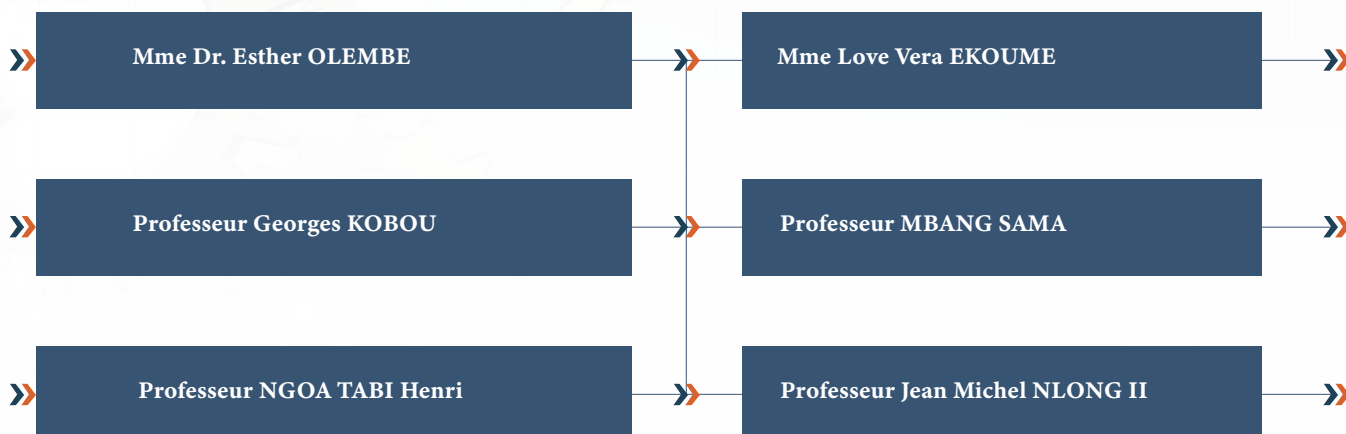 Mme Dr. Esther OLEMBE
Mme Love Vera EKOUME
Professeur Georges KOBOU
Professeur MBANG SAMA
Professeur NGOA TABI Henri
Professeur Jean Michel NLONG II